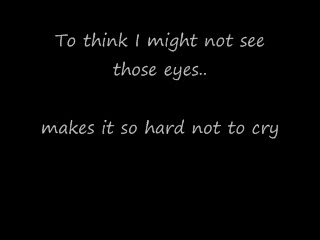 To think I might not see
those eyes..
makes it so hard not to cry